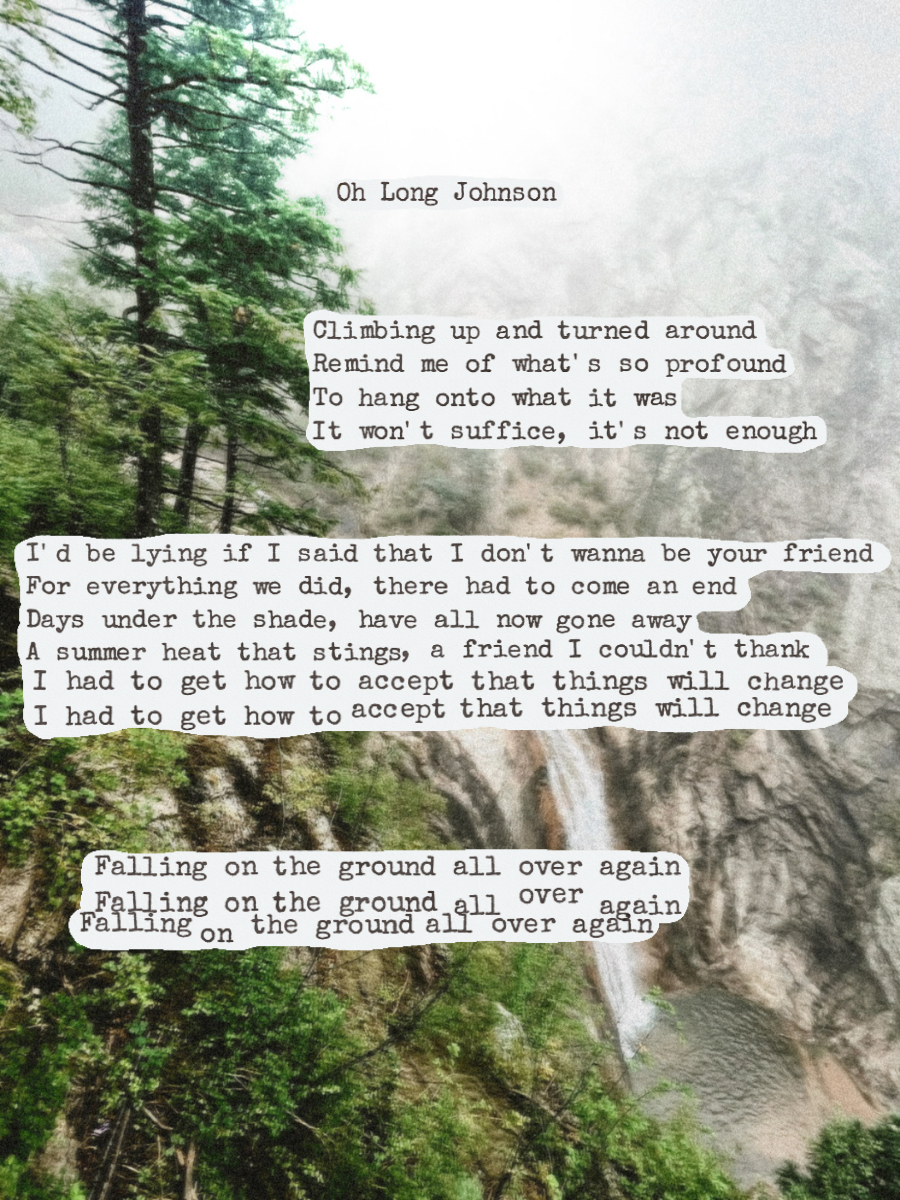 Oh Long Johnson
Climbing up and turned around
Remind me of what's so profound
To hang onto what it was
It won't suffice, it's not enough
I'd be lying if I said that I don't wanna be your friend
For everything we did, there had to come an end
Days under the shade, have all now gone away
A summer heat that stings, a friend I couldn't thank
I had to get how to accept that things will change
I had to get how to accept that things will change
Falling on the ground all over again
Falling on the ground all over again
Falling on the ground all over again